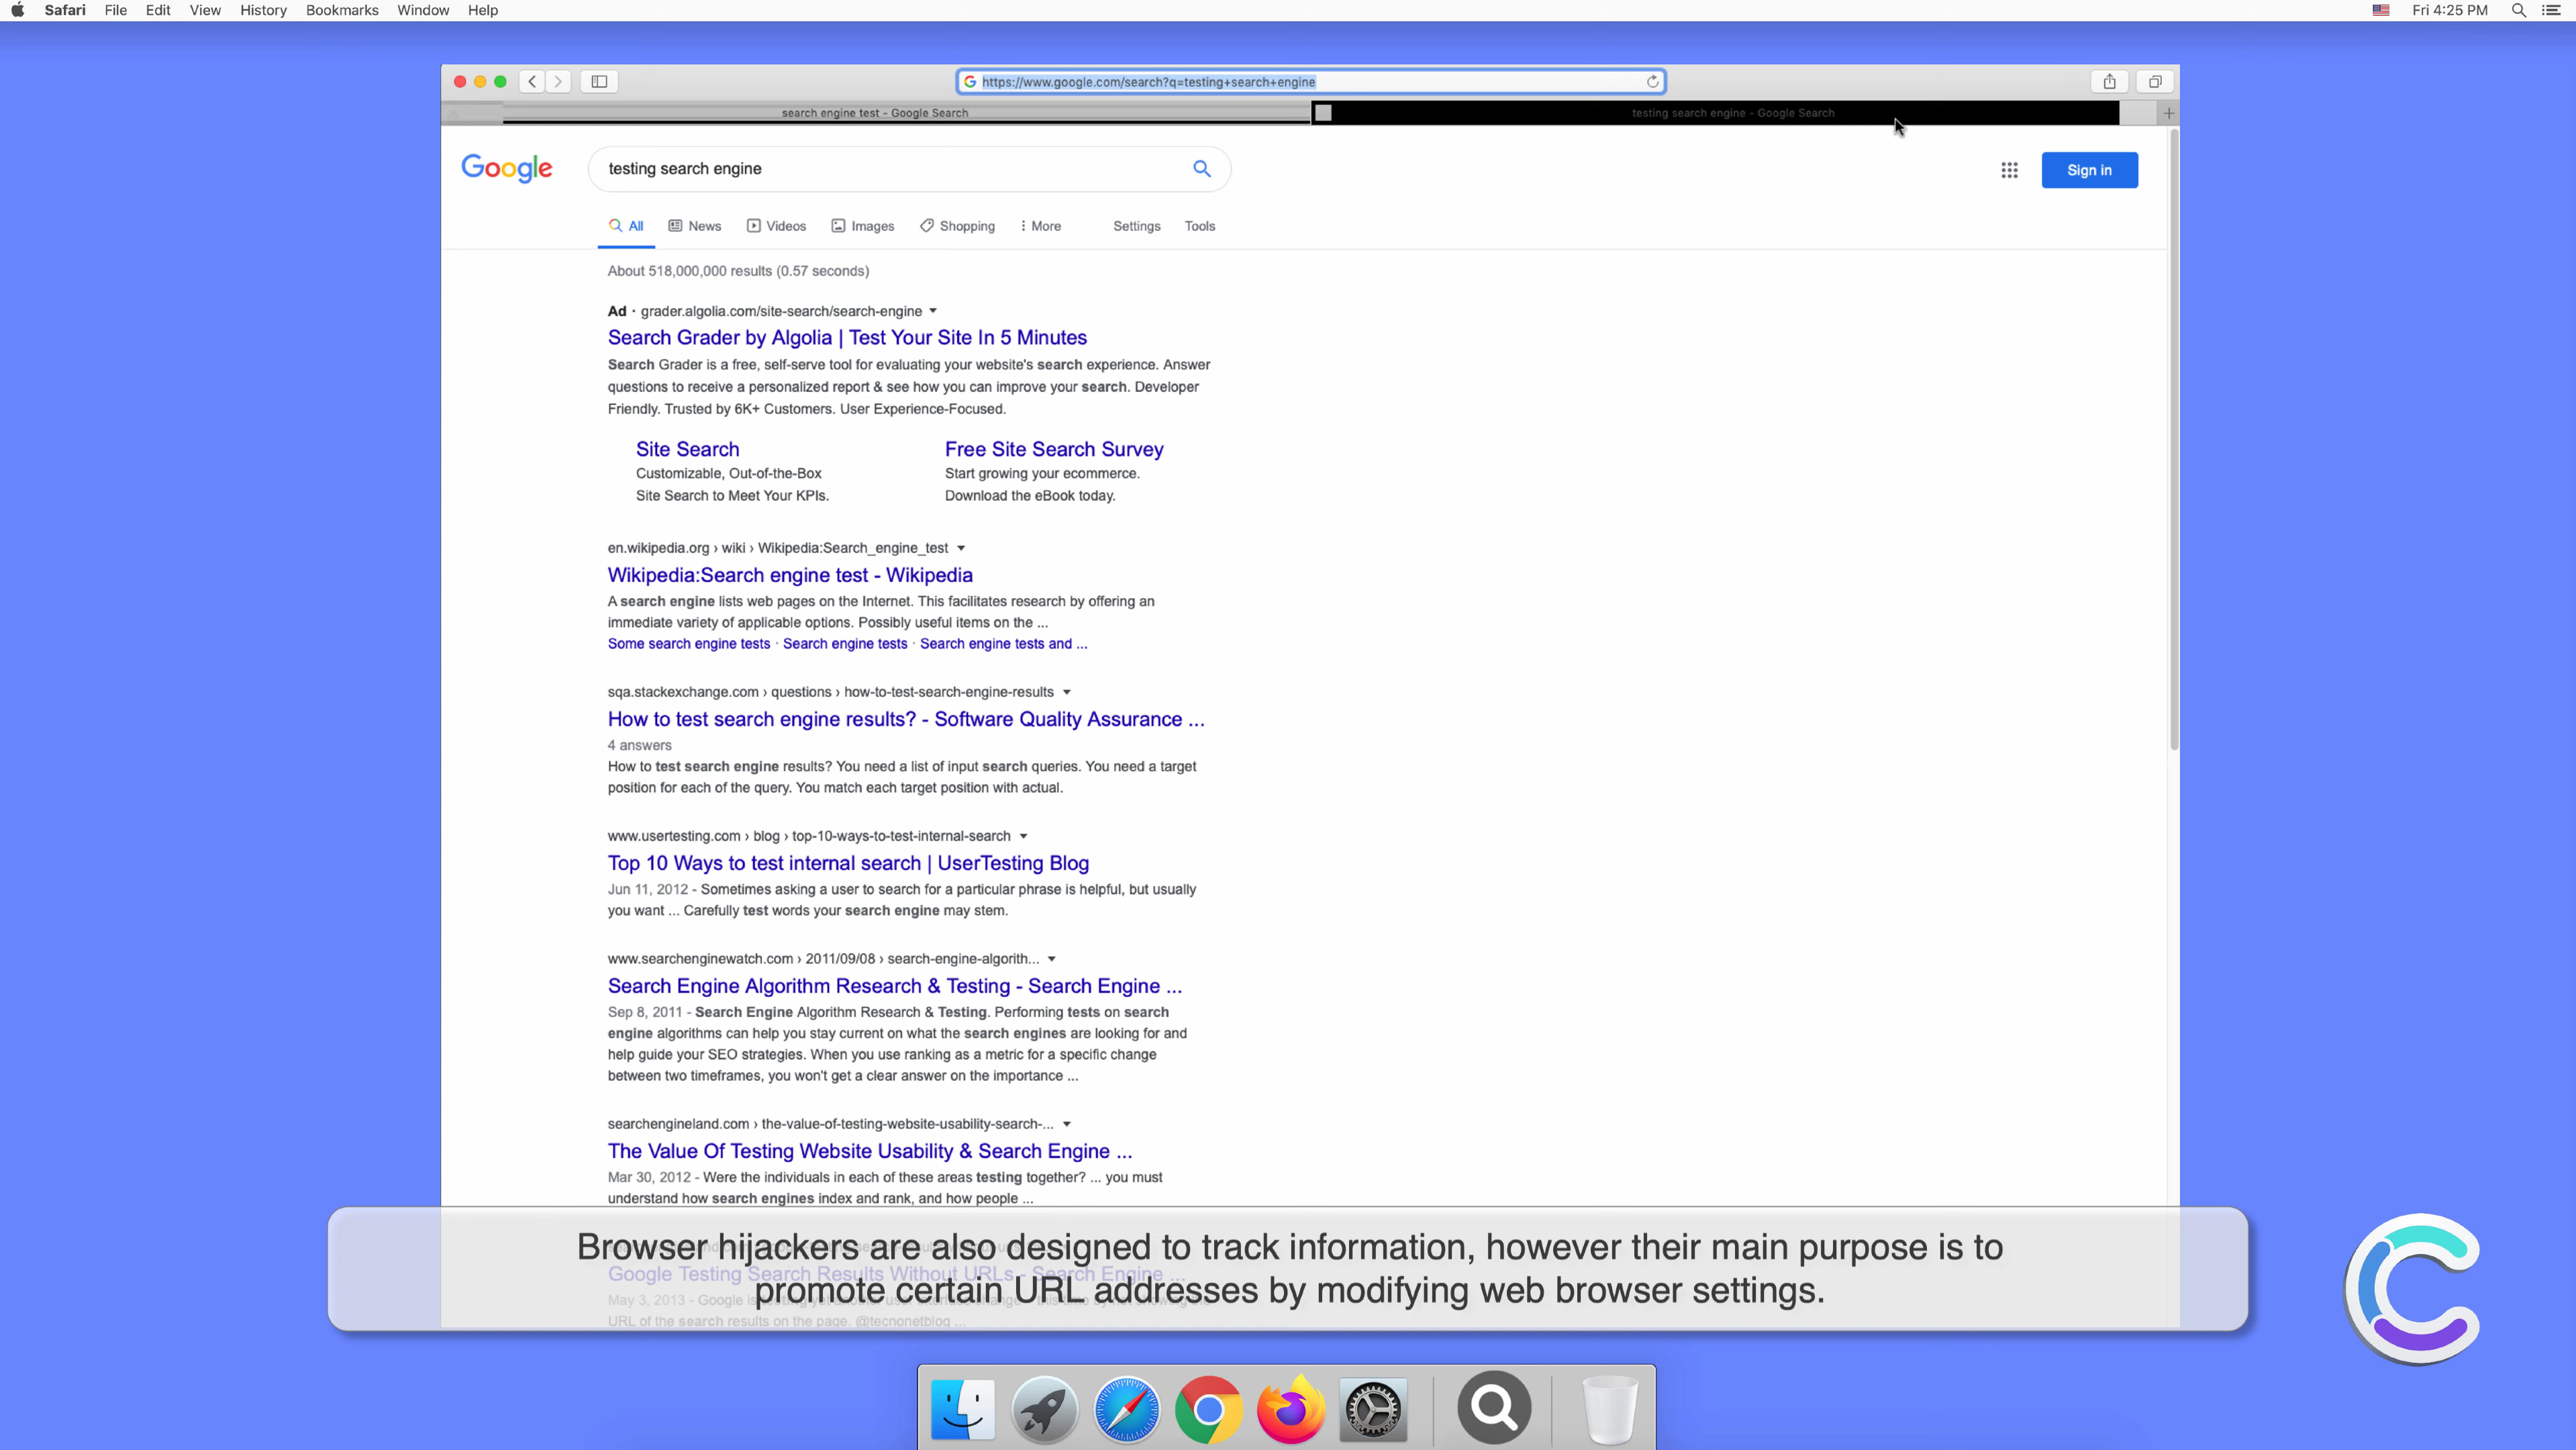 Safari File Edit View History Bookmarks Window Help Fri 4:25 PM
https://www.google.com/search?q=testing+search+engine
search engine test - Google Search testing search engine - Google Search
Google testing search engine Sign in
All News Videos Images Shopping More Settings Tools
About 518,000,000 results (0.57 seconds)
Ad · grader.algolia.com/site-search/search-engine
Search Grader by Algolia | Test Your Site In 5 Minutes
Search Grader is a free, self-serve tool for evaluating your website's search experience. Answer
questions to receive a personalized report & see how you can improve your search. Developer
Friendly. Trusted by 6K+ Customers. User Experience-Focused.
Site Search Free Site Search Survey
Customizable, Out-of-the-Box Start growing your ecommerce.
Site Search to Meet Your KPIs. Download the eBook today.
en.wikipedia.org › wiki › Wikipedia:Search_engine_test
Wikipedia:Search engine test - Wikipedia
A search engine lists web pages on the Internet. This facilitates research by offering an
immediate variety of applicable options. Possibly useful items on the ...
Some search engine tests · Search engine tests · Search engine tests and ...
sqa.stackexchange.com › questions › how-to-test-search-engine-results
How to test search engine results? - Software Quality Assurance ...
4 answers
How to test search engine results? You need a list of input search queries. You need a target
position for each of the query. You match each target position with actual.
www.usertesting.com › blog › top-10-ways-to-test-internal-search
Top 10 Ways to test internal search | UserTesting Blog
Jun 11, 2012 - Sometimes asking a user to search for a particular phrase is helpful, but usually
you want ... Carefully test words your search engine may stem.
www.searchenginewatch.com › 2011/09/08 › search-engine-algorith...
Search Engine Algorithm Research & Testing - Search Engine ...
Sep 8, 2011 - Search Engine Algorithm Research & Testing. Performing tests on search
engine algorithms can help you stay current on what the search engines are looking for and
help guide your SEO strategies. When you use ranking as a metric for a specific change
between two timeframes, you won't get a clear answer on the importance ...
searchengineland.com › the-value-of-testing-website-usability-search-...
The Value Of Testing Website Usability & Search Engine ...
Mar 30, 2012 - Were the individuals in each of these areas testing together? ... you must
understand how search engines index and rank, and how people ...
Browser hijackers are also designed to track information, however their main purpose is to
Google Testing Search Results Without URLs - Search Engine ...
promote certain URL addresses by modifying web browser settings.
May 3, 2013 - Google is testing yet another user interface change
URL of the search results on the page. @tecnonetblog ...